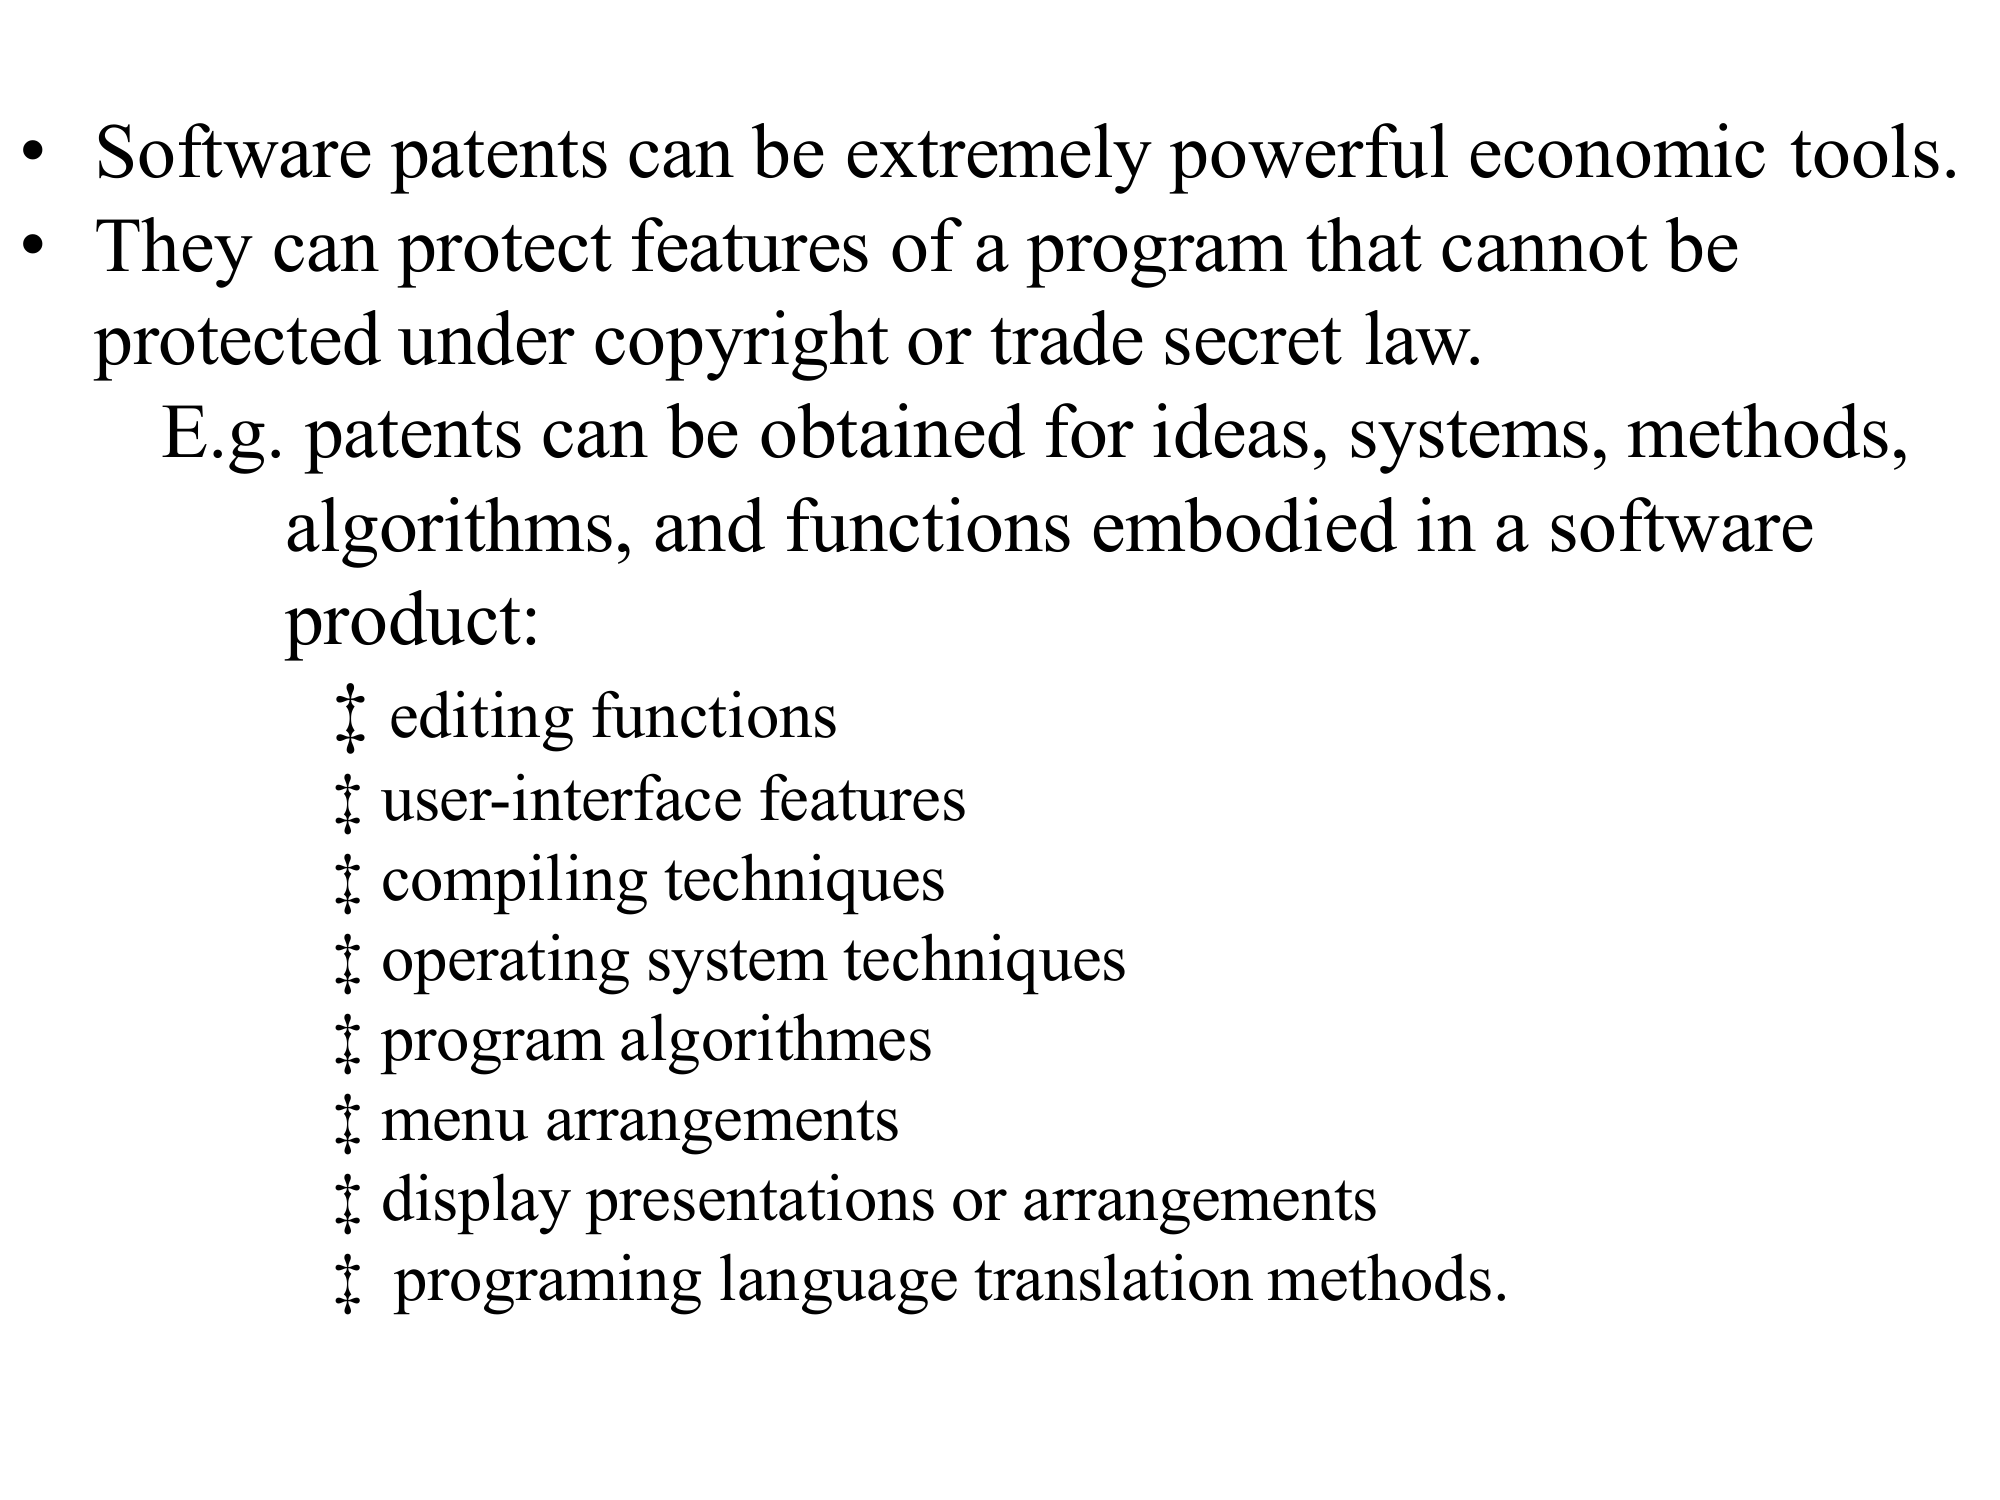 • Software patents can be extremely powerful economic tools.
• They can protect features of a program that cannot be
protected under copyright or trade secret law.
E.g. patents can be obtained for ideas, systems, methods,
algorithms, and functions embodied in a software
product:
‡ editing functions
‡ user-interface features
‡ compiling techniques
‡ operating system techniques
‡ program algorithmes
‡ menu arrangements
‡ display presentations or arrangements
‡ programing language translation methods.